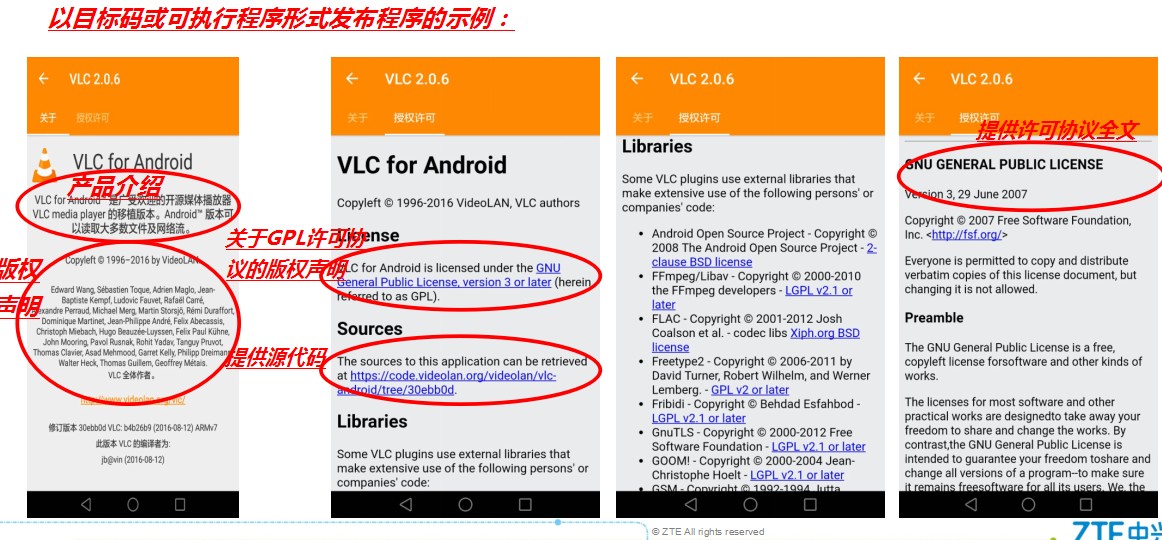 以目标码或可执行程序形式发布程序的示例：
VLC 2.0.6
关于
授权许可
VLC for Android
产品介绍
VLC for Android™ 是广受欢迎的开源媒体播放器
VLC media player 的移植版本。Android™ 版本可
以读取大多数文件及网络流。
版权
声明
Copyleft © 1996–2016 by VideoLAN
Edward Wang, Sébastien Toque, Adrien Maglo, Jean-
Baptiste Kempf, Ludovic Fauvet, Rafaël Carré,
Alexandre Perraud, Michael Merg, Martin Storsjö, Rémi Duraffort,
Dominique Martinet, Jean-Philippe André, Felix Abecassis,
Christoph Miebach, Hugo Beauzée-Luyssen, Felix Paul Kühne,
John Mooring, Pavol Rusnak, Rohit Yadav, Tanguy Pruvot,
Thomas Clavier, Asad Mehmood, Garret Kelly, Philipp Dreimann,
Walter Heck, Thomas Guillem, Geoffrey Métais.
VLC 全体作者。
http://www.videolan.org/vlc/
修订版本 30ebb0d VLC: b4b26b9 (2016-08-12) ARMv7
此版本 VLC 的编译者为:
jb@vin (2016-08-12)
VLC 2.0.6
关于
授权许可
VLC for Android
Copyleft © 1996-2016 VideoLAN, VLC authors
关于GPL许可协
议的版权声明
License
VLC for Android is licensed under the GNU
General Public License, version 3 or later (herein
referred to as GPL).
提供源代码
Sources
The sources to this application can be retrieved
at https://code.videolan.org/videolan/vlc-
android/tree/30ebb0d.
Libraries
Some VLC plugins use external libraries that
make extensive use of the following persons' or
companies' code:
VLC 2.0.6
关于
授权许可
Libraries
Some VLC plugins use external libraries that
make extensive use of the following persons' or
companies' code:
• Android Open Source Project - Copyright ©
2008 The Android Open Source Project - 2-
clause BSD license
• FFmpeg/Libav - Copyright © 2000-2010
the FFmpeg developers - LGPL v2.1 or
later
• FLAC - Copyright © 2001-2012 Josh
Coalson et al. - codec libs Xiph.org BSD
license
• Freetype2 - Copyright © 2006-2011 by
David Turner, Robert Wilhelm, and Werner
Lemberg. - GPL v2 or later
• Fribidi - Copyright © Behdad Esfahbod -
LGPL v2.1 or later
• GnuTLS - Copyright © 2000-2012 Free
Software Foundation - LGPL v2.1 or later
• GOOM! - Copyright © 2000-2004 Jean-
Christophe Hoelt - LGPL v2.1 or later
• GSM - Copyright © 1992-1994 Jutta
VLC 2.0.6
关于
授权许可
提供许可协议全文
GNU GENERAL PUBLIC LICENSE
Version 3, 29 June 2007
Copyright © 2007 Free Software Foundation,
Inc. <http://fsf.org/>
Everyone is permitted to copy and distribute
verbatim copies of this license document, but
changing it is not allowed.
Preamble
The GNU General Public License is a free,
copyleft license forsoftware and other kinds of
works.
The licenses for most software and other
practical works are designedto take away your
freedom to share and change the works. By
contrast,the GNU General Public License is
intended to guarantee your freedom toshare and
change all versions of a program–to make sure
it remains freesoftware for all its users. We, the
© ZTE All rights reserved
ZTE中兴